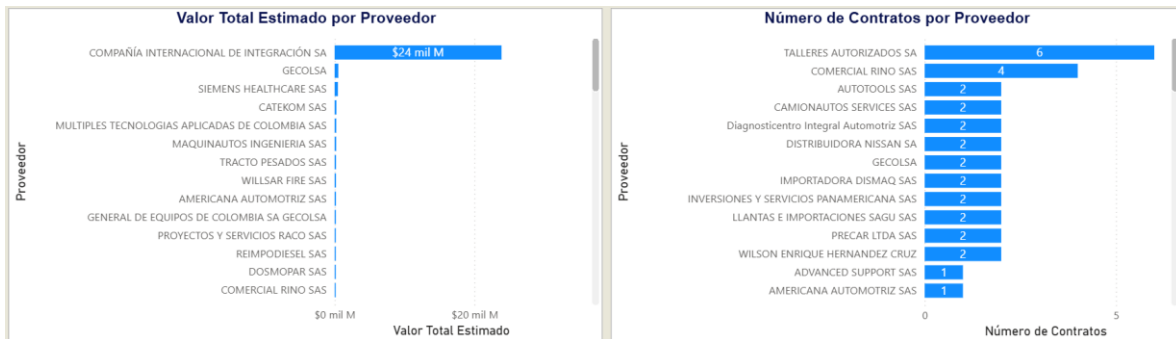 Valor Total Estimado por Proveedor
Proveedor
COMPAÑÍA INTERNACIONAL DE INTEGRACIÓN SA
$24 mil M
GECOLSA
SIEMENS HEALTHCARE SAS
CATEKOM SAS
MULTIPLES TECNOLOGIAS APLICADAS DE COLOMBIA SAS
MAQUINAUTOS INGENIERIA SAS
TRACTO PESADOS SAS
WILLSAR FIRE SAS
AMERICANA AUTOMOTRIZ SAS
GENERAL DE EQUIPOS DE COLOMBIA SA GECOLSA
PROYECTOS Y SERVICIOS RACO SAS
REIMPODIESEL SAS
DOSMOPAR SAS
COMERCIAL RINO SAS
$0 mil M
$20 mil M
Valor Total Estimado
Número de Contratos por Proveedor
Proveedor
TALLERES AUTORIZADOS SA
6
COMERCIAL RINO SAS
4
AUTOTOOLS SAS
2
CAMIONAUTOS SERVICES SAS
2
Diagnosticentro Integral Automotriz SAS
2
DISTRIBUIDORA NISSAN SA
2
GECOLSA
2
IMPORTADORA DISMAQ SAS
2
INVERSIONES Y SERVICIOS PANAMERICANA SAS
2
LLANTAS E IMPORTACIONES SAGU SAS
2
PRECAR LTDA SAS
2
WILSON ENRIQUE HERNANDEZ CRUZ
2
ADVANCED SUPPORT SAS
1
AMERICANA AUTOMOTRIZ SAS
1
0
5
Número de Contratos